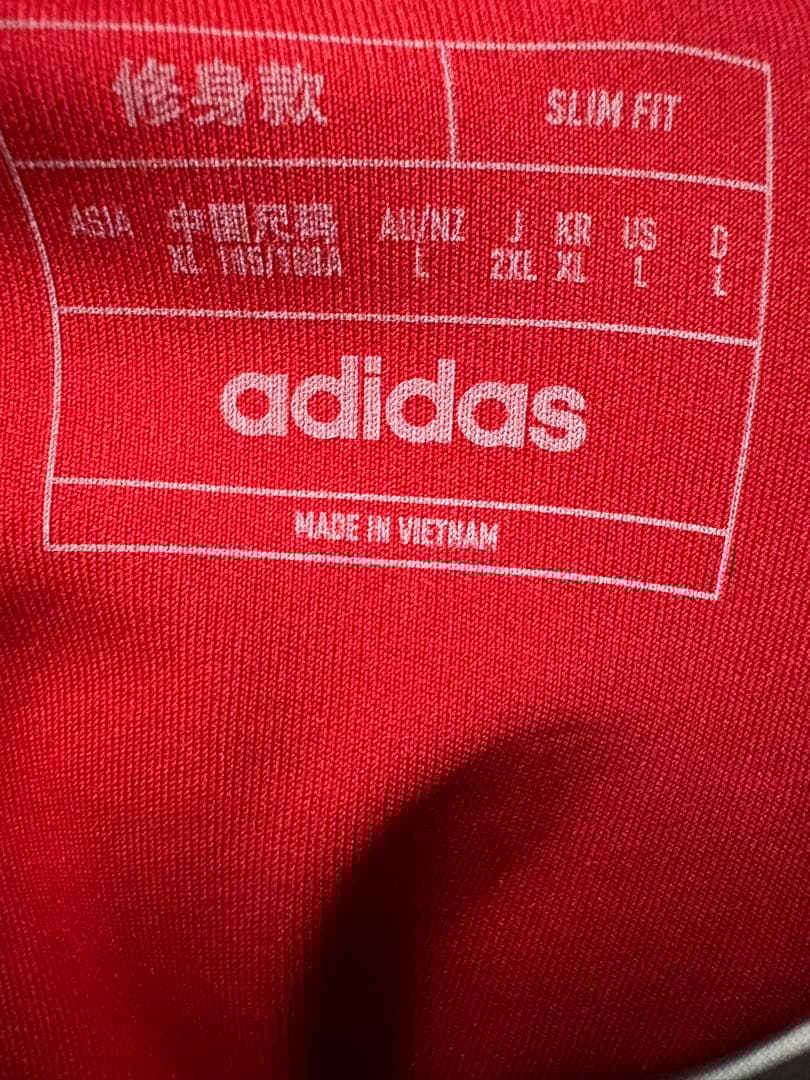 修身款 SLIM FIT
ASIA 中國尺碼 AU/NZ J KR US D
XL L 2XL XL L L
adidas
MADE IN VIETNAM